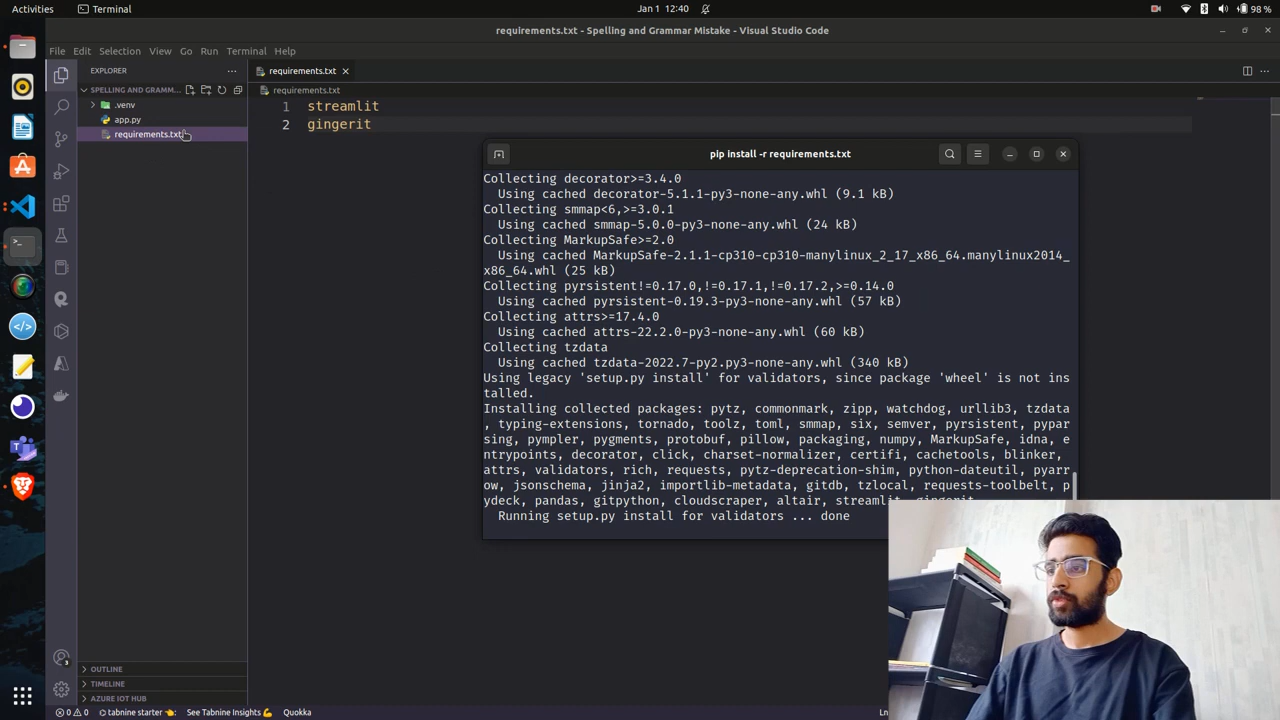 Activities
Terminal
Jan 1 12:40
98 %
requirements.txt - Spelling and Grammar Mistake - Visual Studio Code
File Edit Selection View Go Run Terminal Help
EXPLORER
requirements.txt
SPELLING AND GRAMM...
requirements.txt
.venv
app.py
requirements.txt
1 streamlit
2 gingerit
pip install -r requirements.txt
Collecting decorator>=3.4.0
Using cached decorator-5.1.1-py3-none-any.whl (9.1 kB)
Collecting smmap<6,>=3.0.1
Using cached smmap-5.0.0-py3-none-any.whl (24 kB)
Collecting MarkupSafe>=2.0
Using cached MarkupSafe-2.1.1-cp310-cp310-manylinux_2_17_x86_64.manylinux2014_
x86_64.whl (25 kB)
Collecting pyrsistent!=0.17.0,!=0.17.1,!=0.17.2,>=0.14.0
Using cached pyrsistent-0.19.3-py3-none-any.whl (57 kB)
Collecting attrs>=17.4.0
Using cached attrs-22.2.0-py3-none-any.whl (60 kB)
Collecting tzdata
Using cached tzdata-2022.7-py2.py3-none-any.whl (340 kB)
Using legacy 'setup.py install' for validators, since package 'wheel' is not ins
talled.
Installing collected packages: pytz, commonmark, zipp, watchdog, urllib3, tzdata
, typing-extensions, tornado, toolz, toml, smmap, six, semver, pyrsistent, pypar
sing, pympler, pygments, protobuf, pillow, packaging, numpy, MarkupSafe, idna, e
ntrypoints, decorator, click, charset-normalizer, certifi, cachetools, blinker,
attrs, validators, rich, requests, pytz-deprecation-shim, python-dateutil, pyarr
ow, jsonschema, jinja2, importlib-metadata, gitdb, tzlocal, requests-toolbelt, p
ydeck, pandas, gitpython, cloudscraper, altair, streamlit, gingerit
Running setup.py install for validators ... done
OUTLINE
TIMELINE
AZURE IOT HUB
0 0 tabnine starter See Tabnine Insights Quokka
Ln